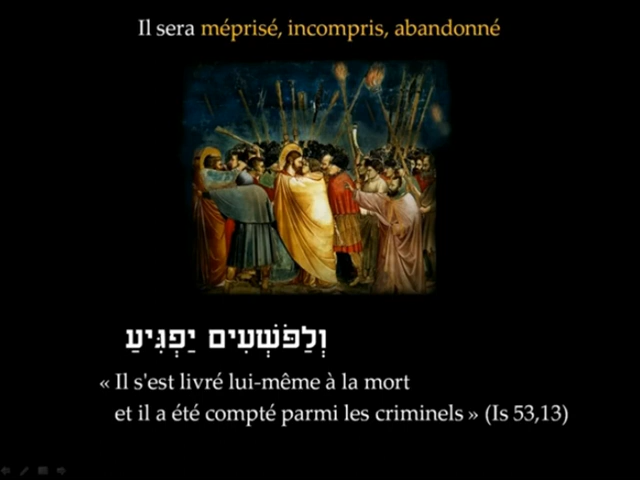 Il sera méprisé, incompris, abandonné
וְלַפֹּשְׁעִים יַפְגִּיעַ
« Il s'est livré lui-même à la mort
et il a été compté parmi les criminels » (Is 53,13)